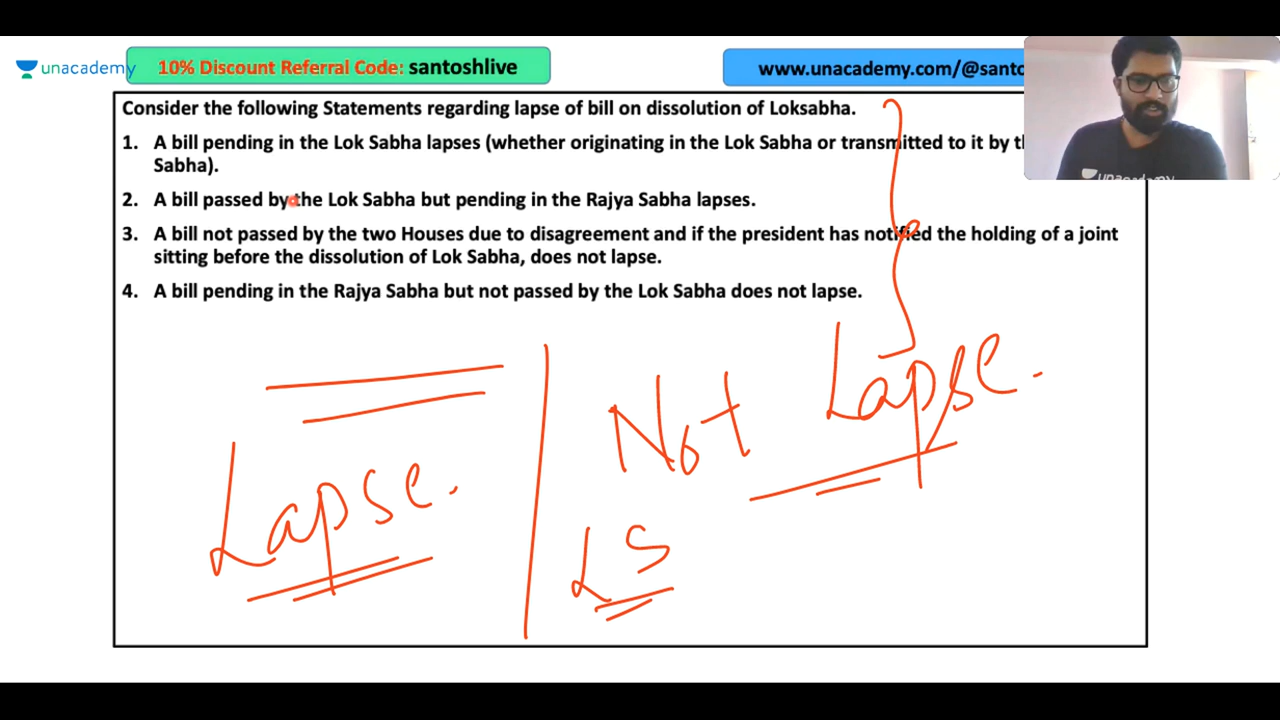 unacademy
10% Discount Referral Code: santoshlive
www.unacademy.com/@santo
Consider the following Statements regarding lapse of bill on dissolution of Loksabha.
1. A bill pending in the Lok Sabha lapses (whether originating in the Lok Sabha or transmitted to it by
Sabha).
2. A bill passed by the Lok Sabha but pending in the Rajya Sabha lapses.
3. A bill not passed by the two Houses due to disagreement and if the president has notified the holding of a joint
sitting before the dissolution of Lok Sabha, does not lapse.
4. A bill pending in the Rajya Sabha but not passed by the Lok Sabha does not lapse.
Not Lapse.
Lapse.
LS
unacademy